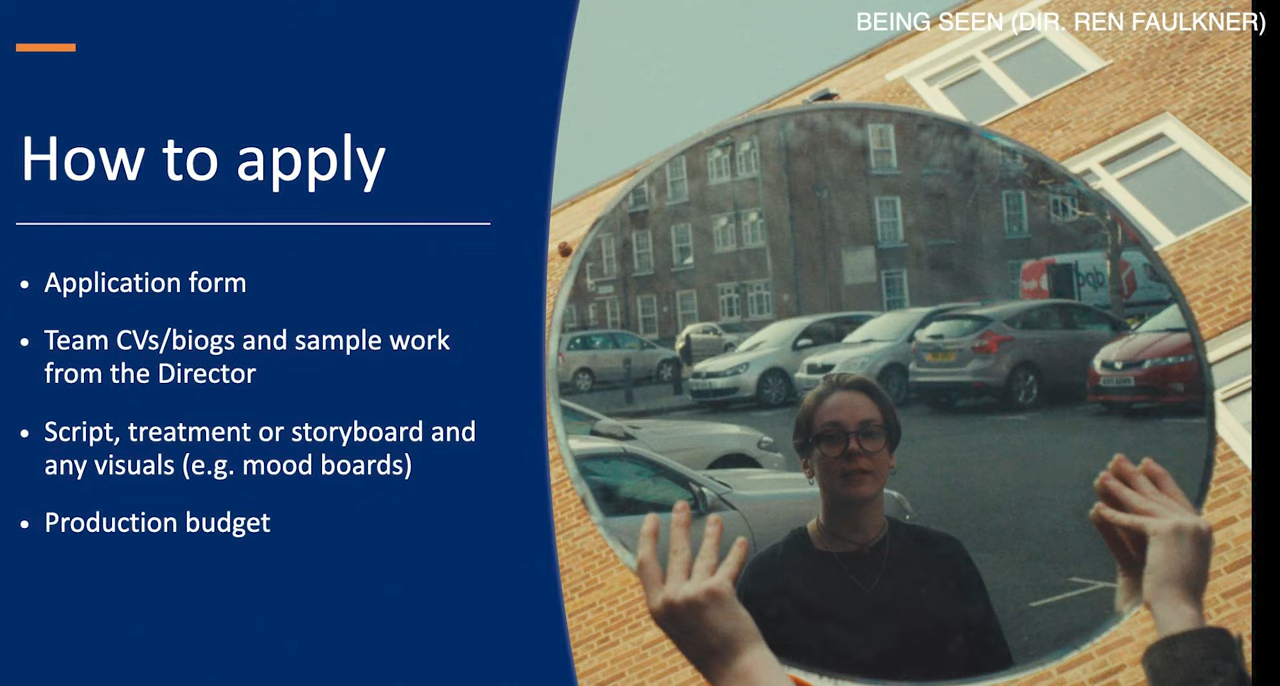 BEING SEEN (DIR. REN FAULKNER)
How to apply
• Application form
• Team CVs/biogs and sample work
from the Director
• Script, treatment or storyboard and
any visuals (e.g. mood boards)
• Production budget
dpd